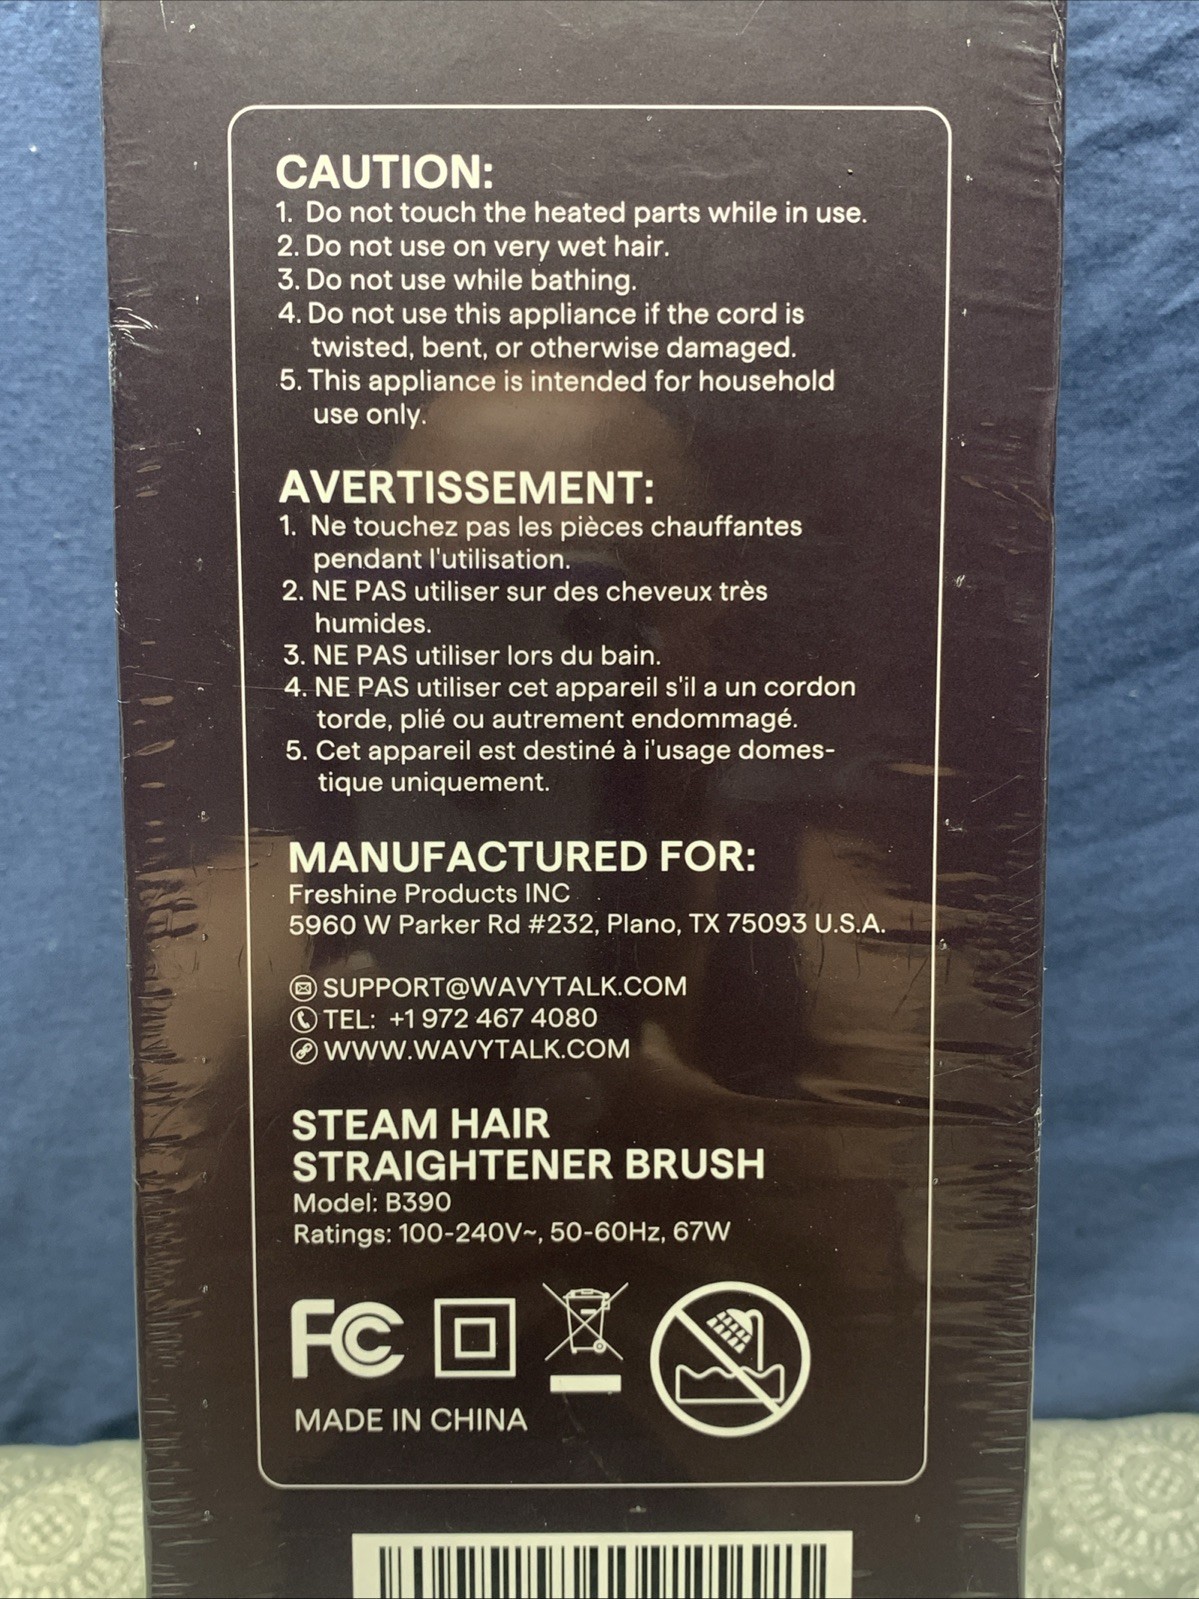 CAUTION:
1. Do not touch the heated parts while in use.
2. Do not use on very wet hair.
3. Do not use while bathing.
4. Do not use this appliance if the cord is
twisted, bent, or otherwise damaged.
5. This appliance is intended for household
use only.
AVERTISSEMENT:
1. Ne touchez pas les pièces chauffantes
pendant l'utilisation.
2. NE PAS utiliser sur des cheveux très
humides.
3. NE PAS utiliser lors du bain.
4. NE PAS utiliser cet appareil s'il a un cordon
torde, plié ou autrement endommagé.
5. Cet appareil est destiné à i'usage domes-
tique uniquement.
MANUFACTURED FOR:
Freshine Products INC
5960 W Parker Rd #232, Plano, TX 75093 U.S.A.
SUPPORT@WAVYTALK.COM
TEL: +1 972 467 4080
WWW.WAVYTALK.COM
STEAM HAIR
STRAIGHTENER BRUSH
Model: B390
Ratings: 100-240V~, 50-60Hz, 67W
FC
MADE IN CHINA